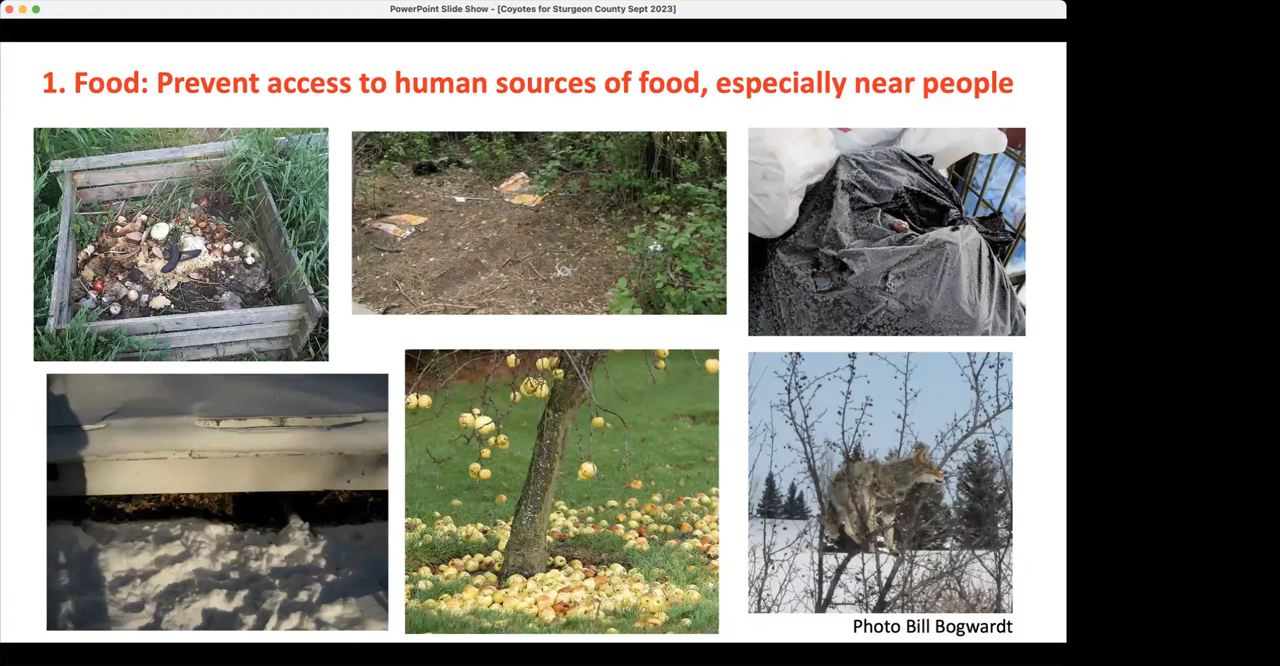 PowerPoint Slide Show - [Coyotes for Sturgeon County Sept 2023]
1. Food: Prevent access to human sources of food, especially near people
Photo Bill Bogwardt